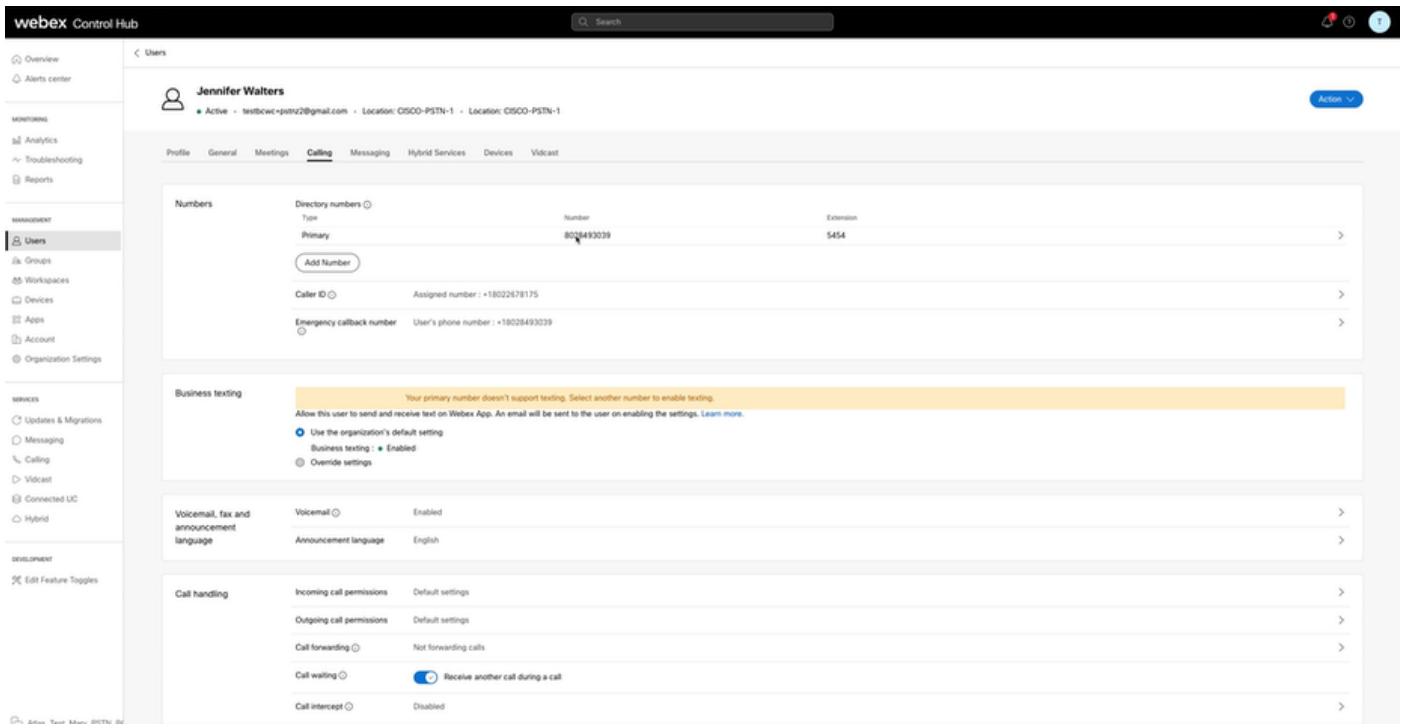 webex Control Hub
Search
1
T
Overview
Alerts center
MONITORING
Analytics
Troubleshooting
Reports
MANAGEMENT
Users
Groups
Workspaces
Devices
Apps
Account
Organization Settings
SERVICES
Updates & Migrations
Messaging
Calling
Vidcast
Connected UC
Hybrid
DEVELOPMENT
Edit Feature Toggles
Users
Jennifer Walters
Active · testbcwc+pstnz2@gmail.com · Location: CISCO-PSTN-1 · Location: CISCO-PSTN-1
Action
Profile General Meetings Calling Messaging Hybrid Services Devices Vidcast
Numbers
Directory numbers
Type Number Extension
Primary 8028493039 5454
Add Number
Caller ID Assigned number : +18022678175
Emergency callback number User's phone number : +18028493039
Business texting
Your primary number doesn't support texting. Select another number to enable texting.
Allow this user to send and receive text on Webex App. An email will be sent to the user on enabling the settings. Learn more.
Use the organization's default setting
Business texting : Enabled
Override settings
Voicemail, fax and
announcement
language
Voicemail Enabled
Announcement language English
Call handling
Incoming call permissions Default settings
Outgoing call permissions Default settings
Call forwarding Not forwarding calls
Call waiting Receive another call during a call
Call intercept Disabled